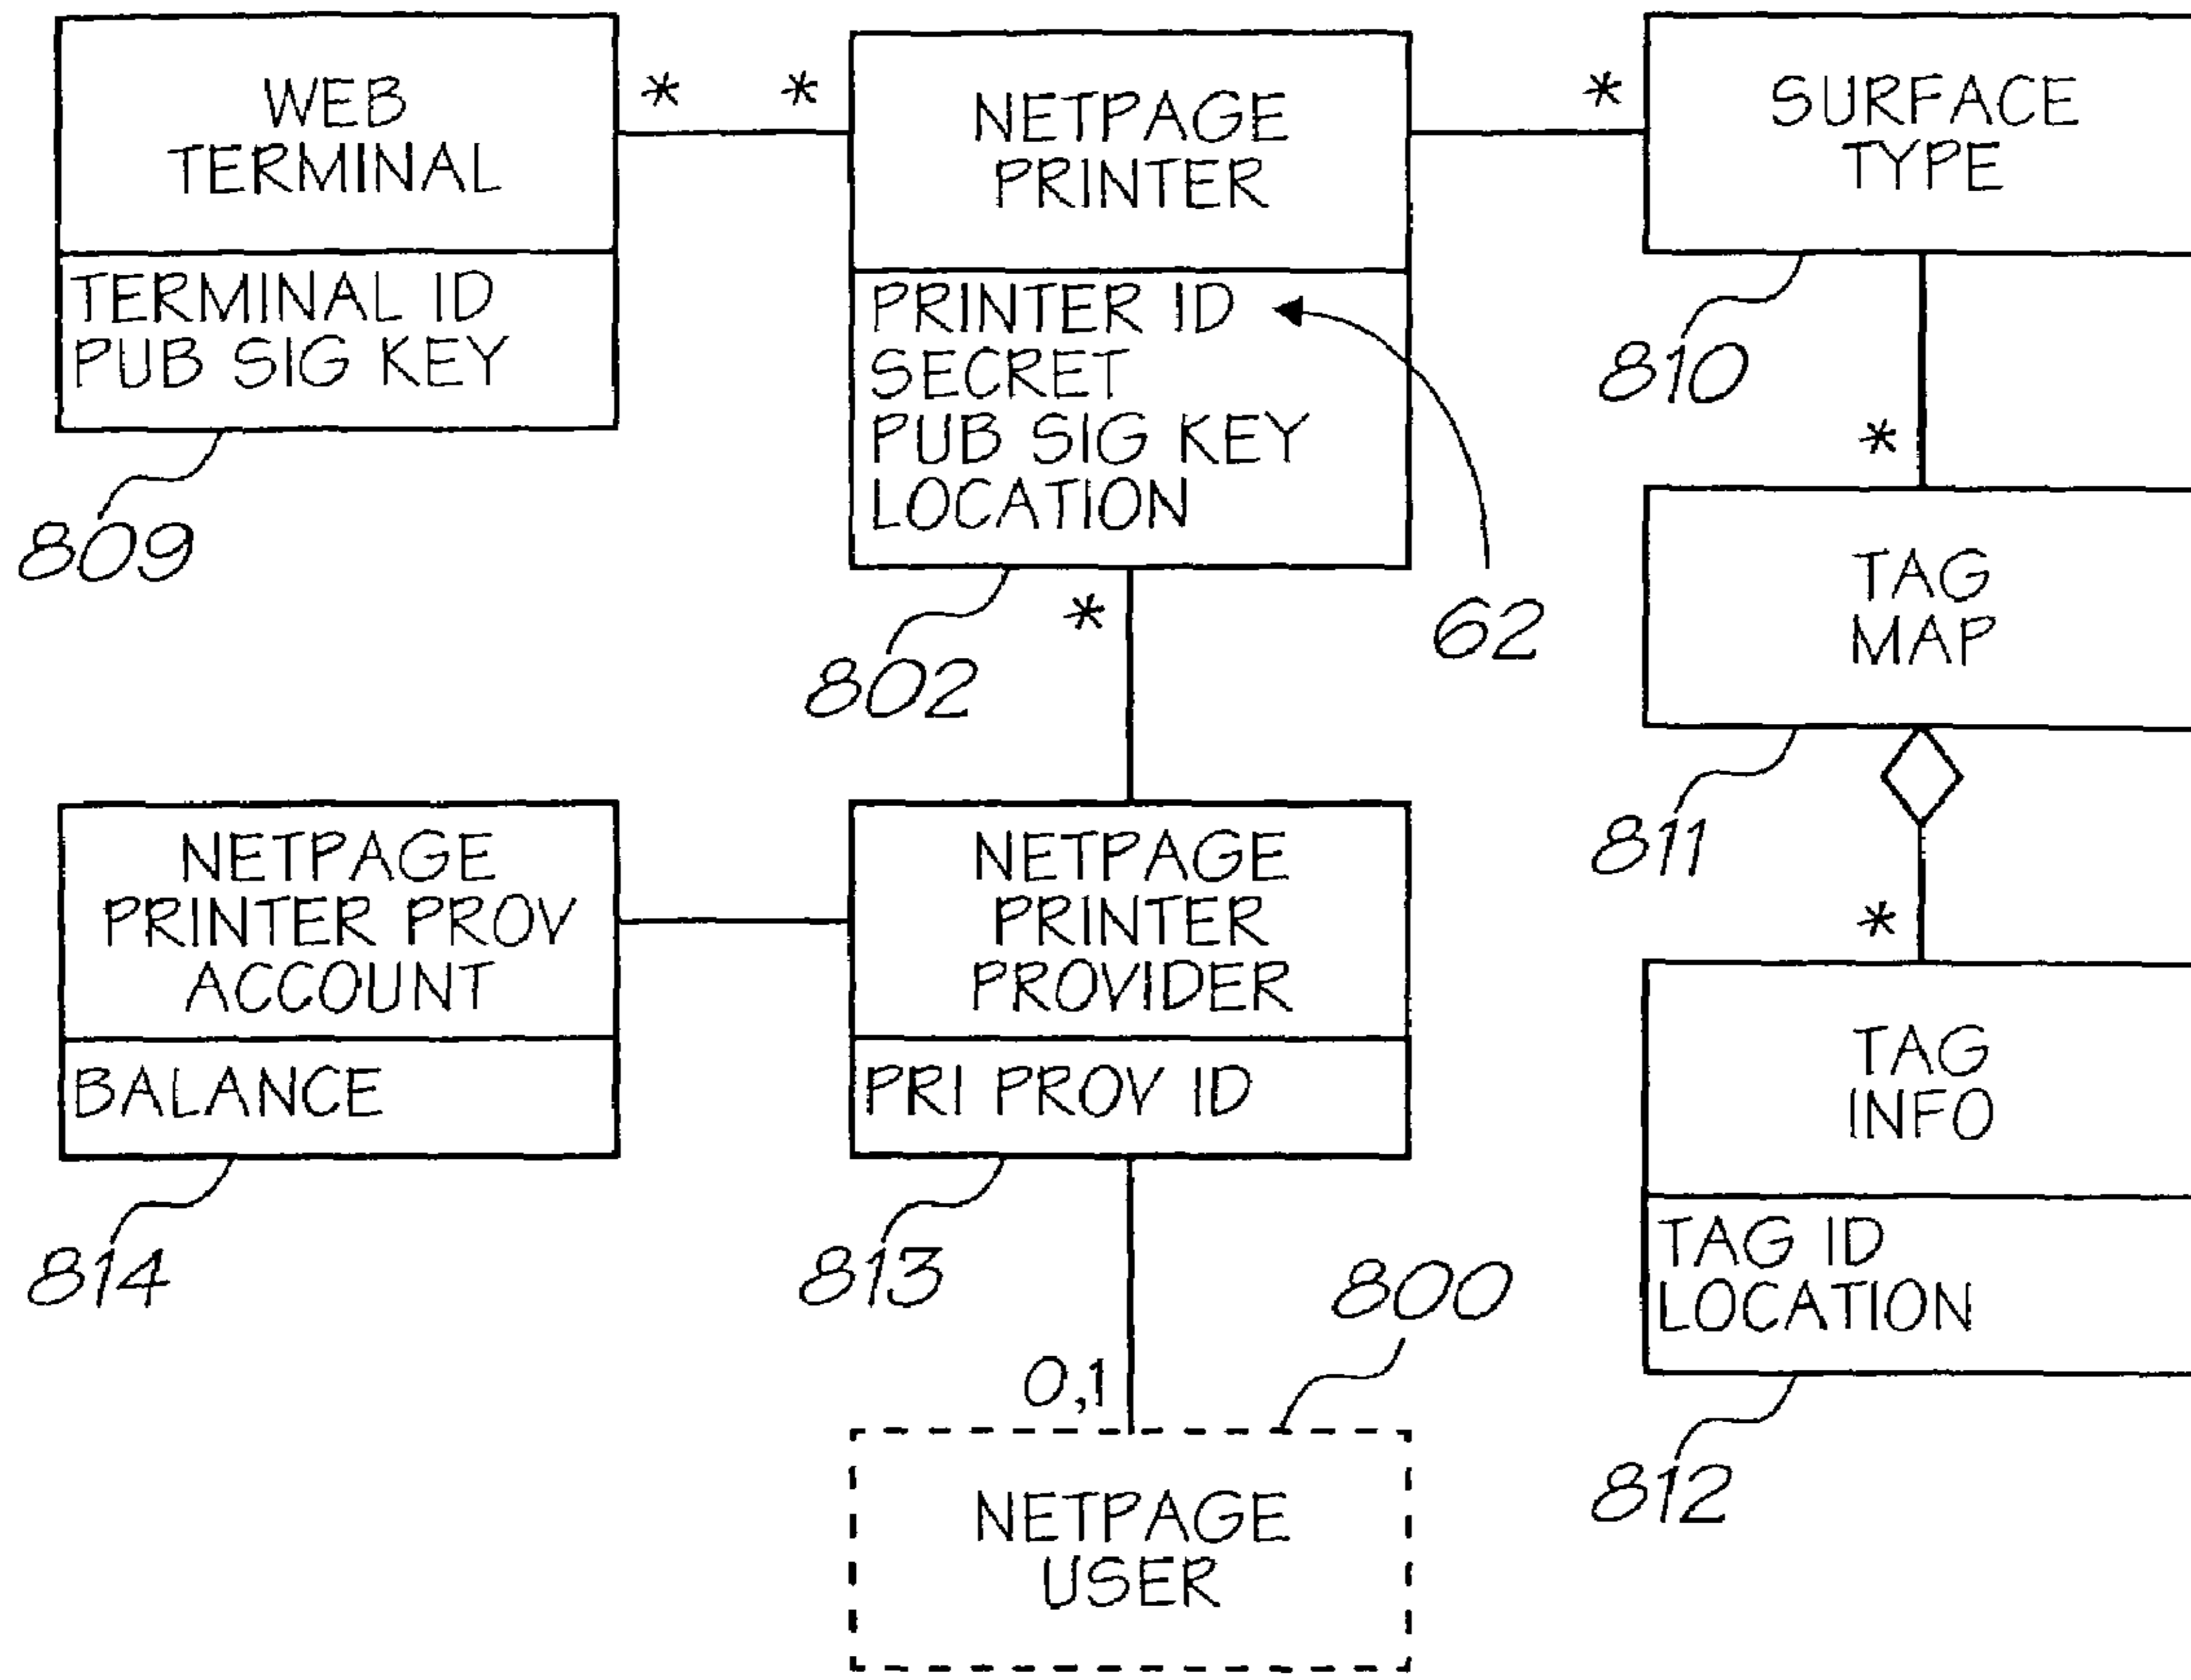 WEB
TERMINAL
TERMINAL ID
PUB SIG KEY
809
*
*
NETPAGE
PRINTER
PRINTER ID
SECRET
PUB SIG KEY
LOCATION
62
802
*
*
SURFACE
TYPE
810
*
TAG
MAP
811
*
TAG
INFO
TAG ID
LOCATION
812
NETPAGE
PRINTER PROV
ACCOUNT
BALANCE
814
NETPAGE
PRINTER
PROVIDER
PRI PROV ID
813
800
0,1
NETPAGE
USER